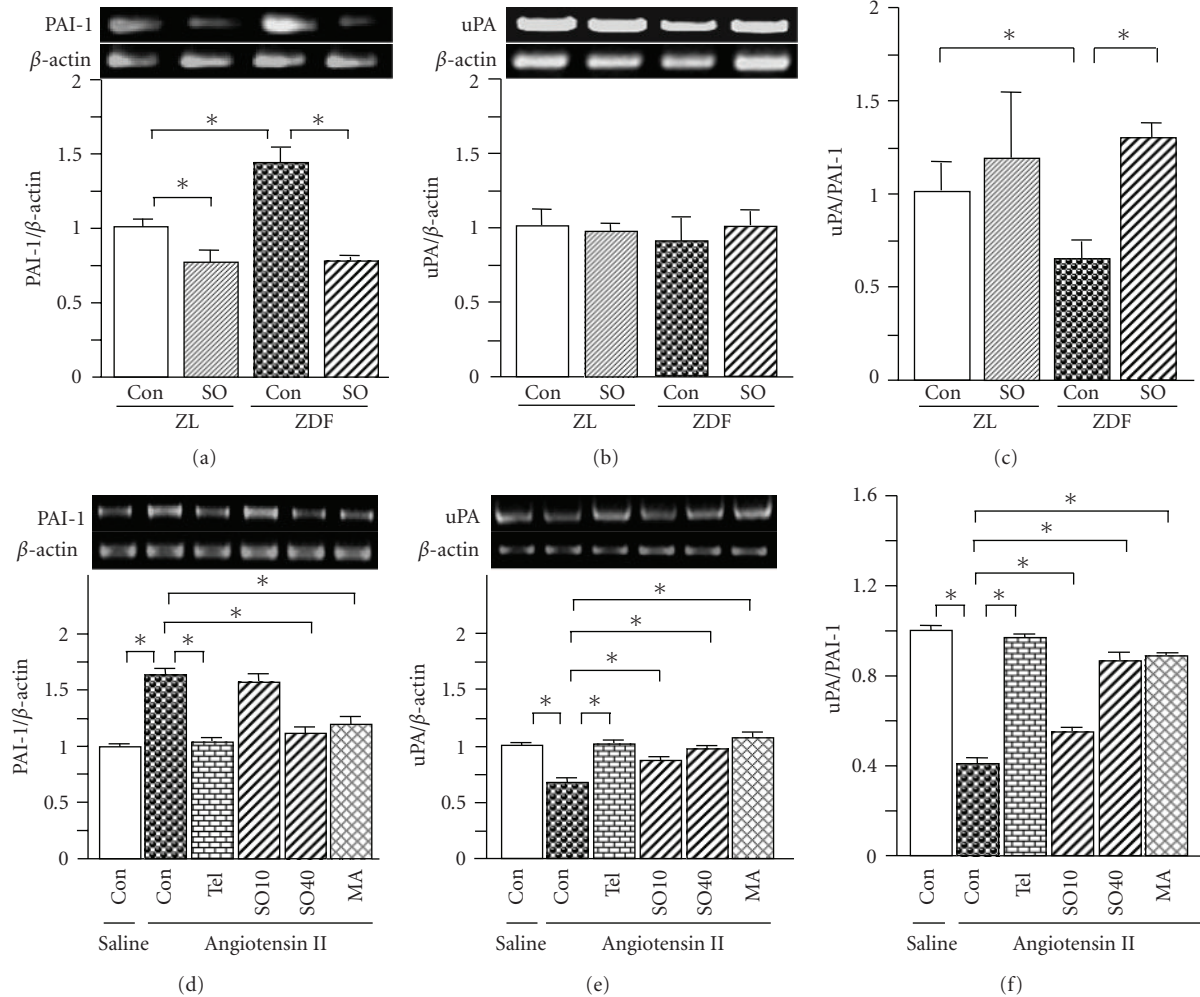 PAI-1
β-actin
PAI-1/β-actin
2
1.5
1
0.5
0
*
*
*
Con SO Con SO
ZL ZDF
(a)
uPA
β-actin
uPA/β-actin
2
1.5
1
0.5
0
Con SO Con SO
ZL ZDF
(b)
uPA/PAI-1
2
1.5
1
0.5
0
*
*
Con SO Con SO
ZL ZDF
(c)
PAI-1
β-actin
PAI-1/β-actin
2
1.5
1
0.5
0
*
*
*
*
Con Con Tel SO10 SO40 MA
Saline Angiotensin II
(d)
uPA
β-actin
uPA/β-actin
2
1.5
1
0.5
0
*
*
*
*
*
Con Con Tel SO10 SO40 MA
Saline Angiotensin II
(e)
uPA/PAI-1
1.6
1.2
0.8
0.4
0
*
*
*
*
*
Con Con Tel SO10 SO40 MA
Saline Angiotensin II
(f)